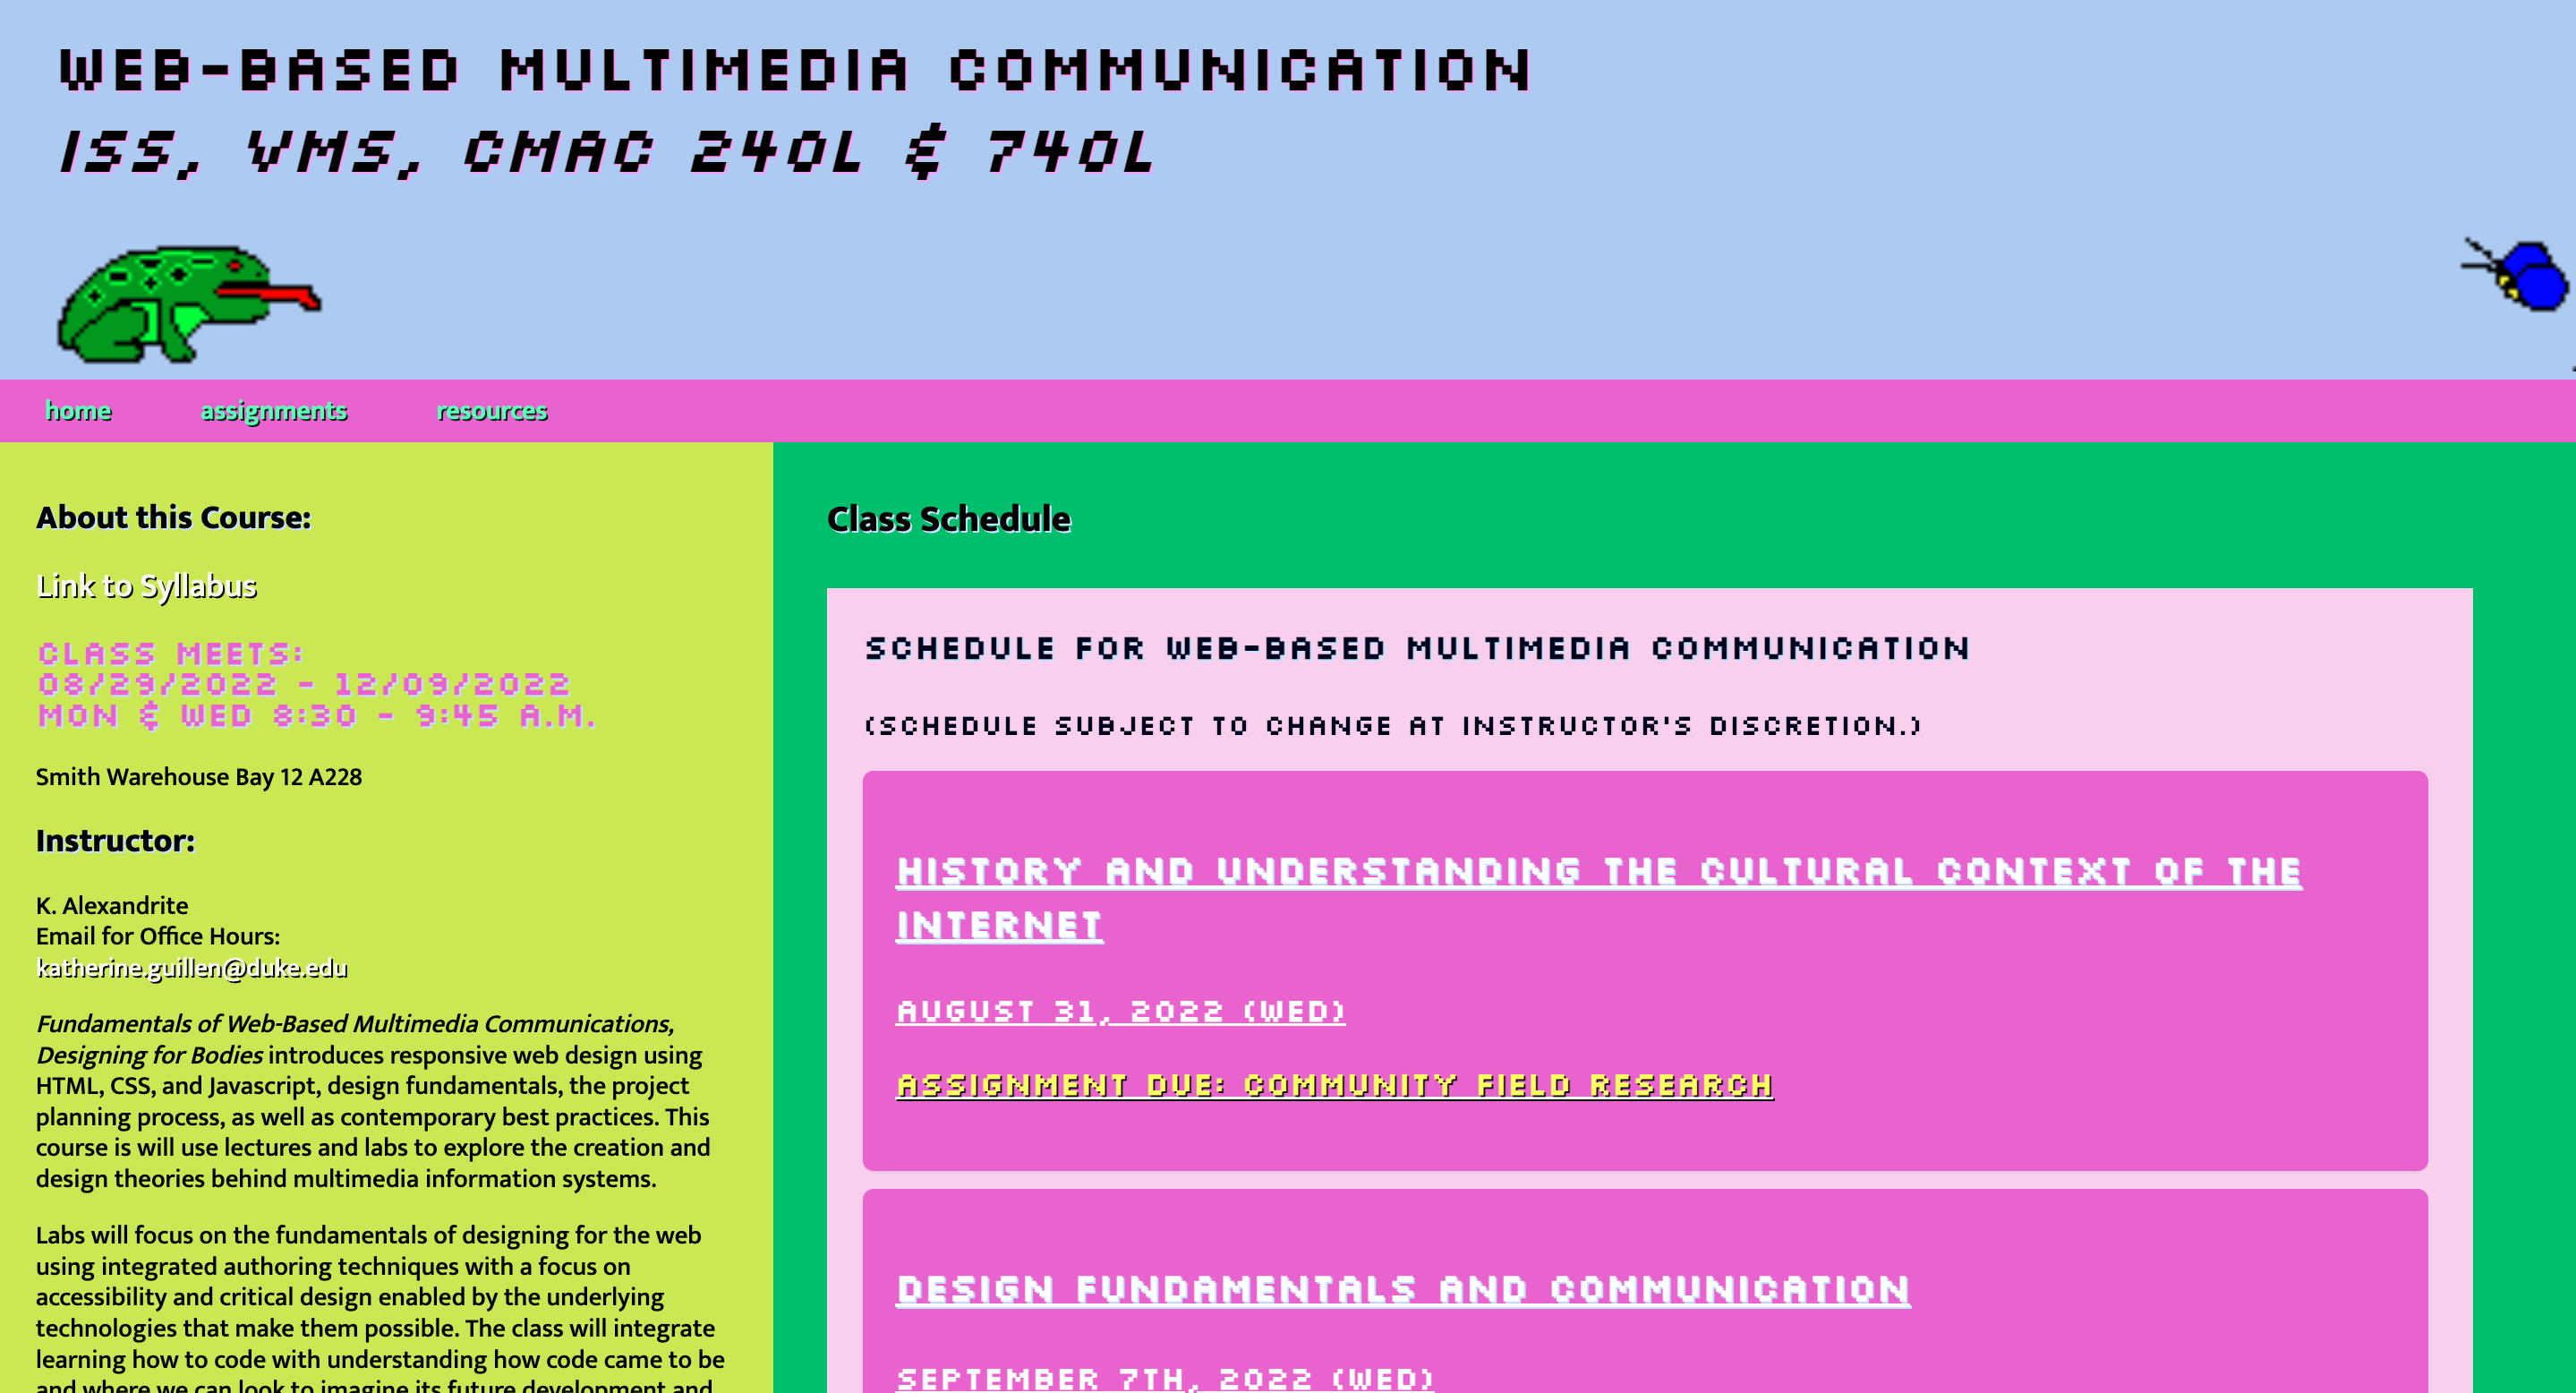 WEB-BASED MULTIMEDIA COMMUNICATION
ISS, VMS, CMAC 240L & 740L
home assignments resources
About this Course:
Link to Syllabus
CLASS MEETS:
08/29/2022 - 12/09/2022
MON & WED 8:30 - 9:45 A.M.
Smith Warehouse Bay 12 A228
Instructor:
K. Alexandrite
Email for Office Hours:
katherine.guillen@duke.edu
Fundamentals of Web-Based Multimedia Communications,
Designing for Bodies introduces responsive web design using
HTML, CSS, and Javascript, design fundamentals, the project
planning process, as well as contemporary best practices. This
course is will use lectures and labs to explore the creation and
design theories behind multimedia information systems.
Labs will focus on the fundamentals of designing for the web
using integrated authoring techniques with a focus on
accessibility and critical design enabled by the underlying
technologies that make them possible. The class will integrate
learning how to code with understanding how code came to be
and where we can look to imagine its future development and
Class Schedule
SCHEDULE FOR WEB-BASED MULTIMEDIA COMMUNICATION
(SCHEDULE SUBJECT TO CHANGE AT INSTRUCTOR'S DISCRETION.)
HISTORY AND UNDERSTANDING THE CULTURAL CONTEXT OF THE
INTERNET
AUGUST 31, 2022 (WED)
ASSIGNMENT DUE: COMMUNITY FIELD RESEARCH
DESIGN FUNDAMENTALS AND COMMUNICATION
SEPTEMBER 7TH, 2022 (WED)